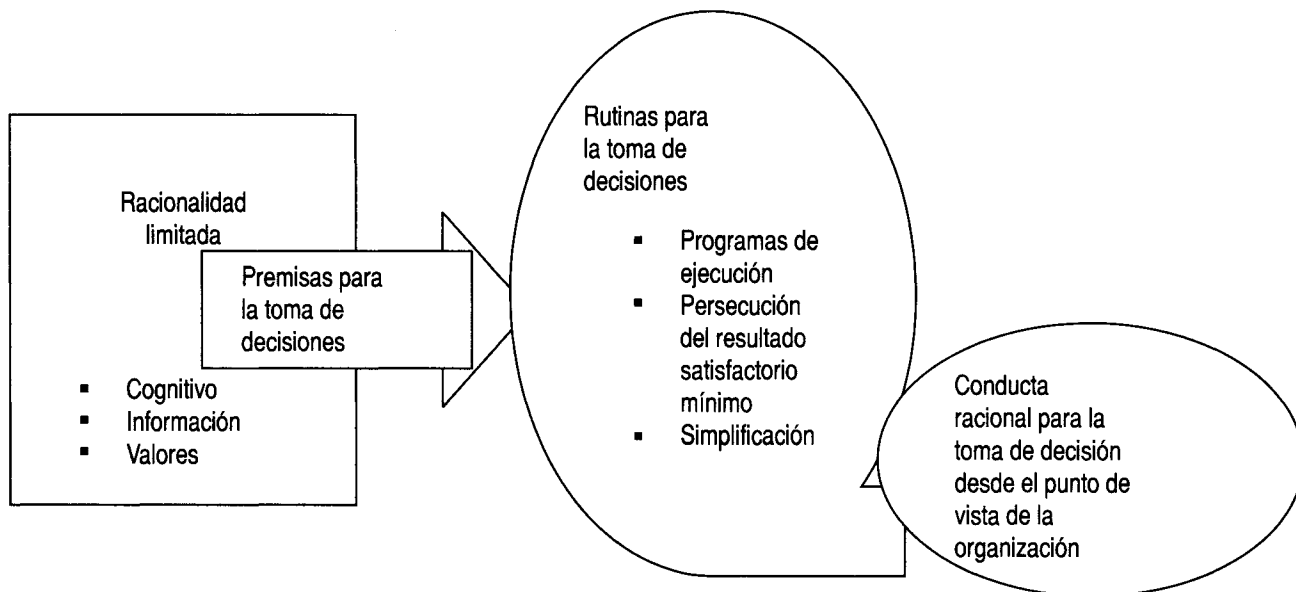 Racionalidad
limitada
▪ Cognitivo
▪ Información
▪ Valores
Premisas para
la toma de
decisiones
Rutinas para
la toma de
decisiones
▪ Programas de
ejecución
▪ Persecución
del resultado
satisfactorio
mínimo
▪ Simplificación
Conducta
racional para la
toma de decisión
desde el punto de
vista de la
organización